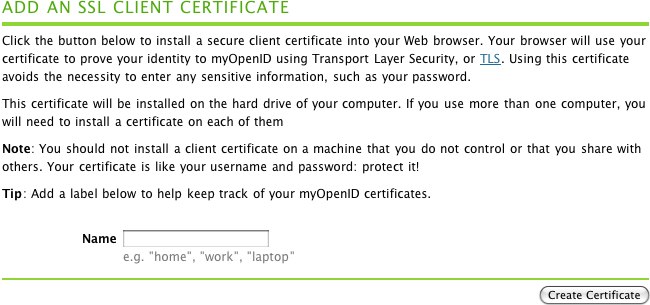 ADD AN SSL CLIENT CERTIFICATE
Click the button below to install a secure client certificate into your Web browser. Your browser will use your
certificate to prove your identity to myOpenID using Transport Layer Security, or TLS. Using this certificate
avoids the necessity to enter any sensitive information, such as your password.
This certificate will be installed on the hard drive of your computer. If you use more than one computer, you
will need to install a certificate on each of them
Note: You should not install a client certificate on a machine that you do not control or that you share with
others. Your certificate is like your username and password: protect it!
Tip: Add a label below to help keep track of your myOpenID certificates.
Name
e.g. "home", "work", "laptop"
Create Certificate